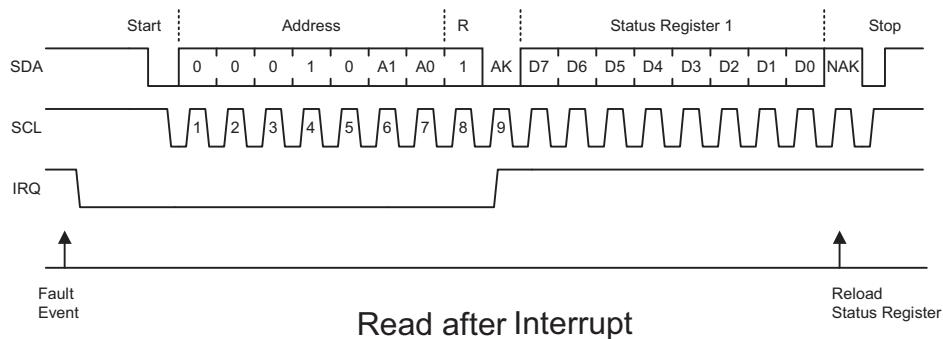 Start Address R Status Register 1 Stop
SDA 0 0 0 1 0 A1 A0 1 AK D7 D6 D5 D4 D3 D2 D1 D0 NAK
SCL 1 2 3 4 5 6 7 8 9
IRQ
Fault
Event
Reload
Status Register
Read after Interrupt